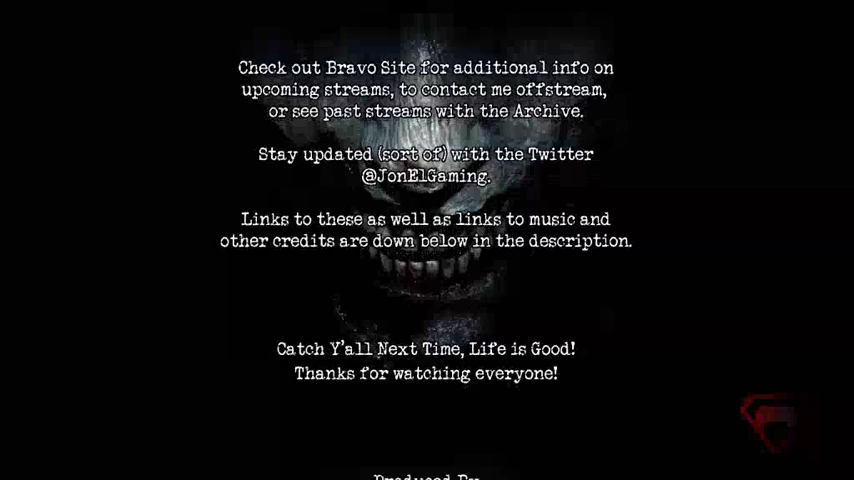 Check out Bravo Site for additional info on
upcoming streams, to contact me offstream,
or see past streams with the Archive.
Stay updated (sort of) with the Twitter
@JonElGaming.
Links to these as well as links to music and
other credits are down below in the description.
Catch Y'all Next Time, Life is Good!
Thanks for watching everyone!
Produced By